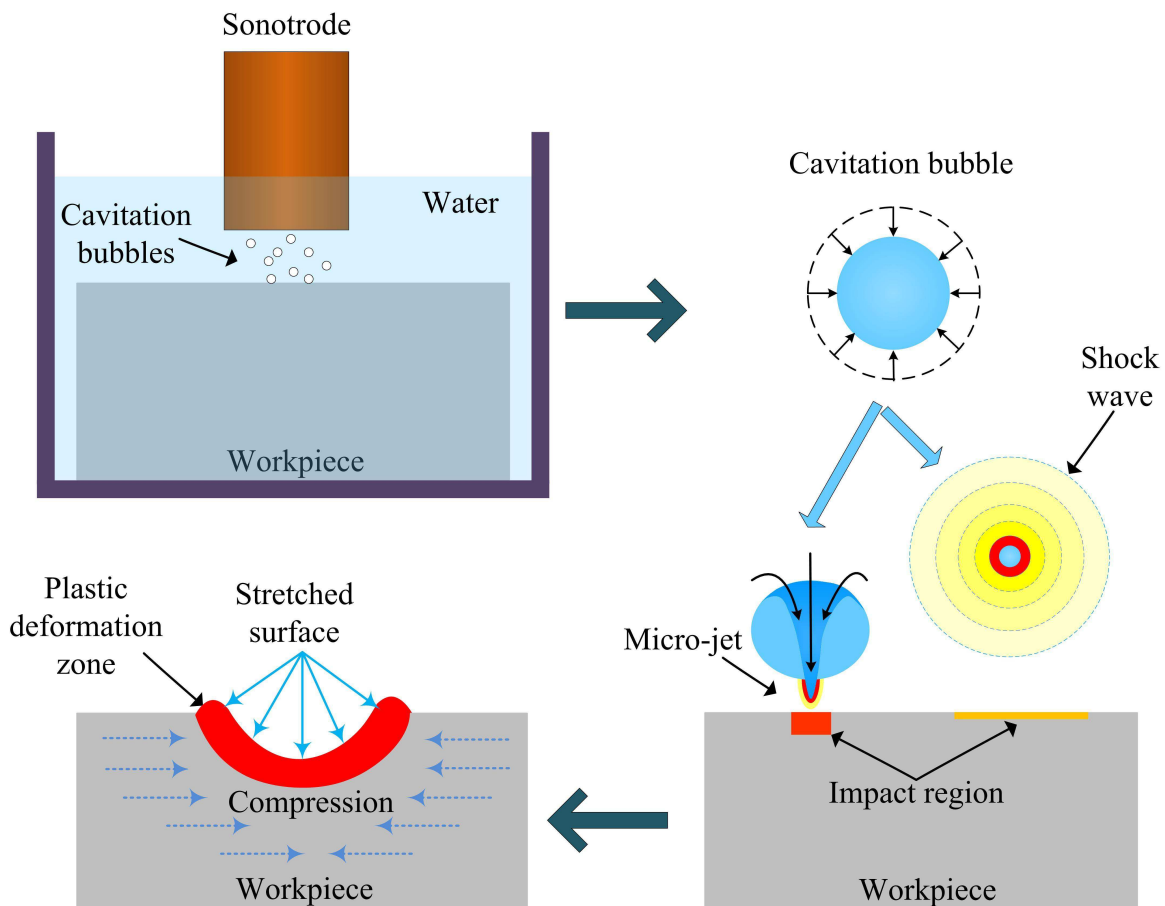 Sonotrode
Water
Cavitation
bubbles
Workpiece
Cavitation bubble
Shock
wave
Micro-jet
Impact region
Workpiece
Plastic
deformation
zone
Stretched
surface
Compression
Workpiece